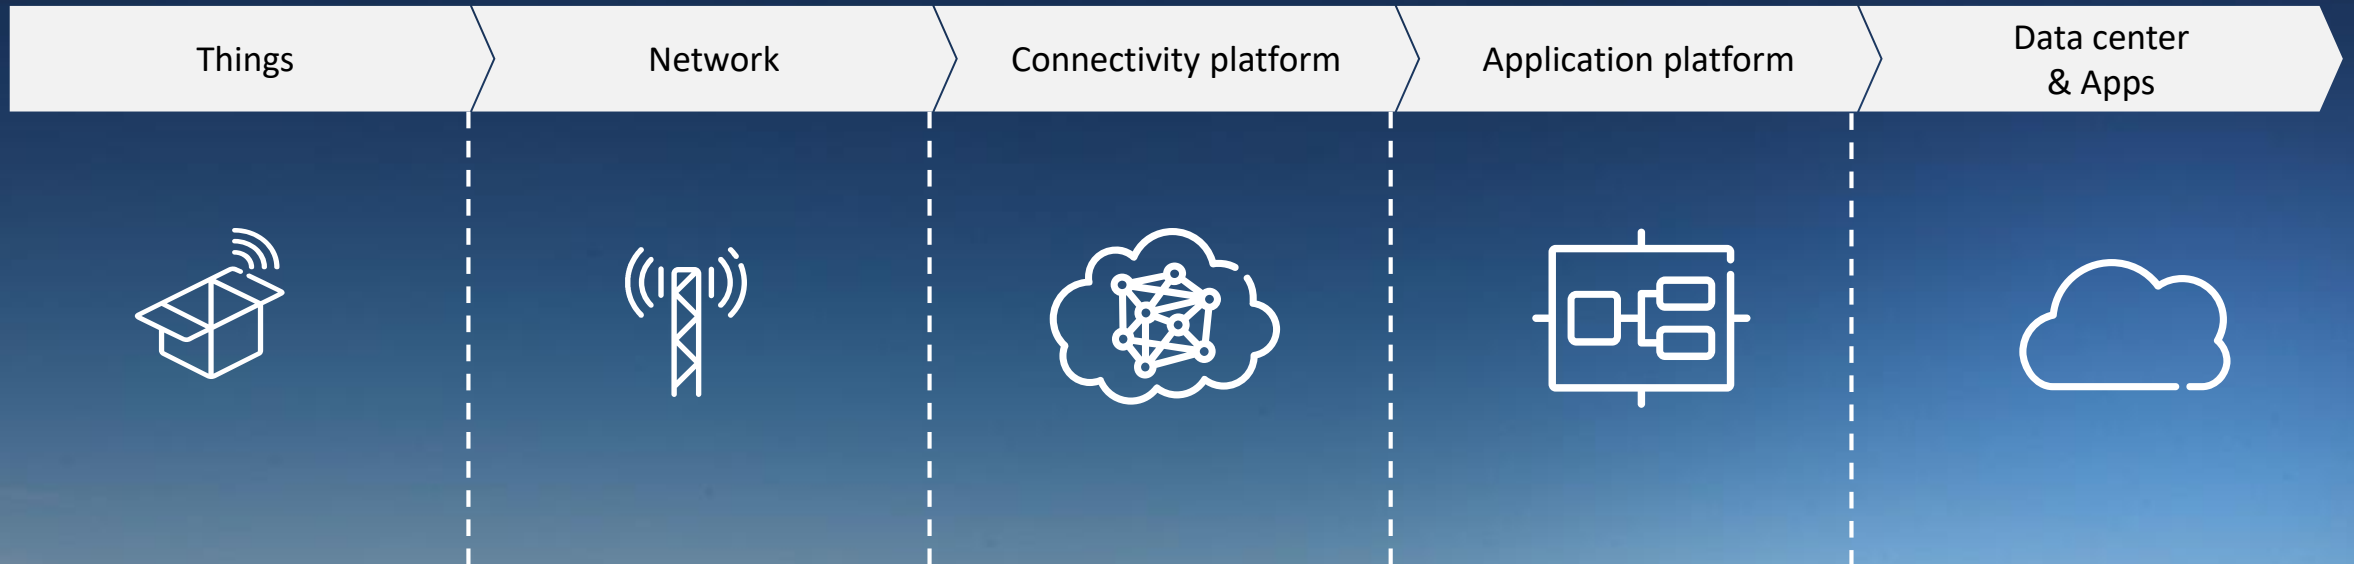 Things
Network
Connectivity platform
Application platform
Data center
& Apps